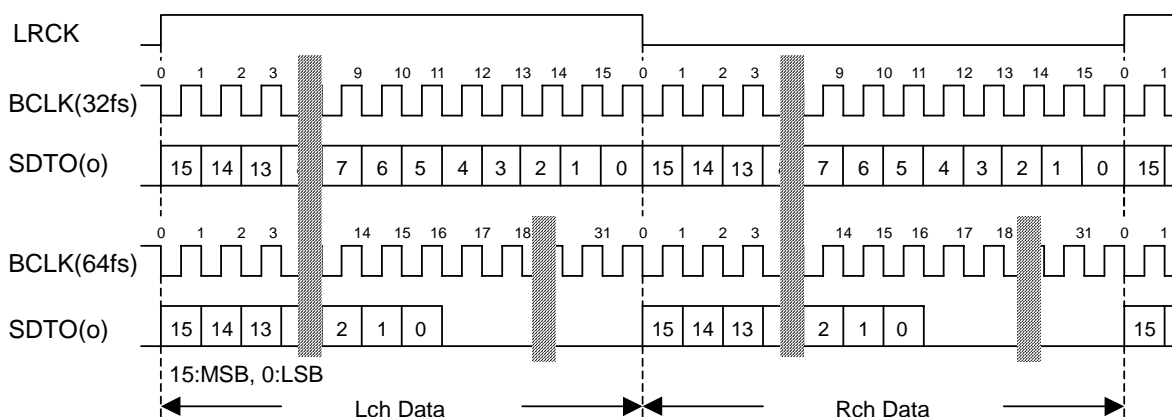 LRCK
0 1 2 3 9 10 11 12 13 14 15 0 1 2 3 9 10 11 12 13 14 15 0 1
BCLK(32fs)
SDTO(o) 15 14 13 7 6 5 4 3 2 1 0 15 14 13 7 6 5 4 3 2 1 0 15
0 1 2 3 14 15 16 17 18 31 0 1 2 3 14 15 16 17 18 31 0 1
BCLK(64fs)
SDTO(o) 15 14 13 2 1 0 15 14 13 2 1 0 15
15:MSB, 0:LSB
Lch Data Rch Data